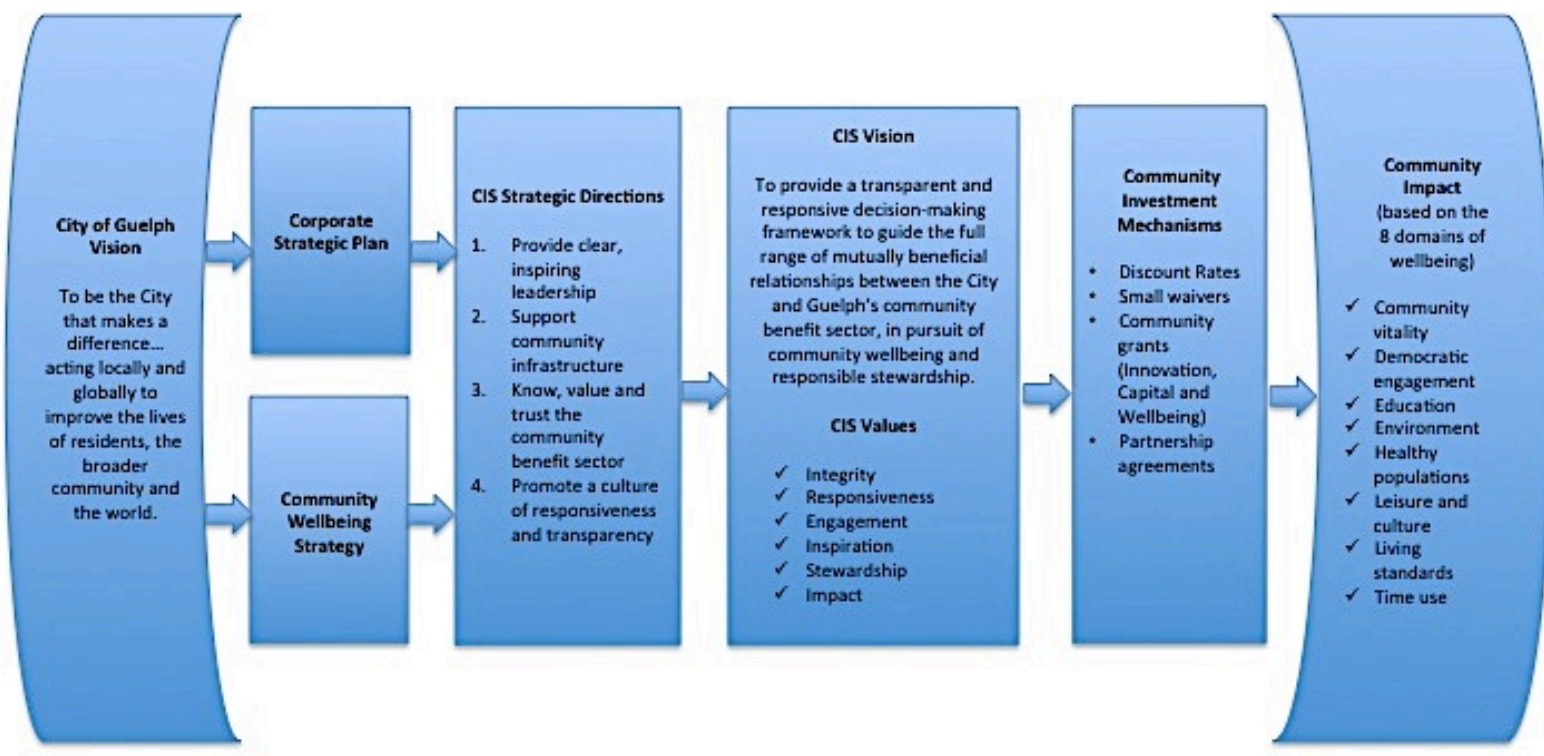 City of Guelph
Vision
To be the City
that makes a
difference...
acting locally and
globally to
improve the lives
of residents, the
broader
community and
the world.
Corporate
Strategic Plan
Community
Wellbeing
Strategy
CIS Strategic Directions
1. Provide clear,
inspiring
leadership
2. Support
community
infrastructure
3. Know, value and
trust the
community
benefit sector
4. Promote a culture
of responsiveness
and transparency
CIS Vision
To provide a transparent and
responsive decision-making
framework to guide the full
range of mutually beneficial
relationships between the City
and Guelph's community
benefit sector, in pursuit of
community wellbeing and
responsible stewardship.
CIS Values
✓ Integrity
✓ Responsiveness
✓ Engagement
✓ Inspiration
✓ Stewardship
✓ Impact
Community
Investment
Mechanisms
• Discount Rates
• Small waivers
• Community
grants
(Innovation,
Capital and
Wellbeing)
• Partnership
agreements
Community
Impact
(based on the
8 domains of
wellbeing)
✓ Community
vitality
✓ Democratic
engagement
✓ Education
✓ Environment
✓ Healthy
populations
✓ Leisure and
culture
✓ Living
standards
✓ Time use